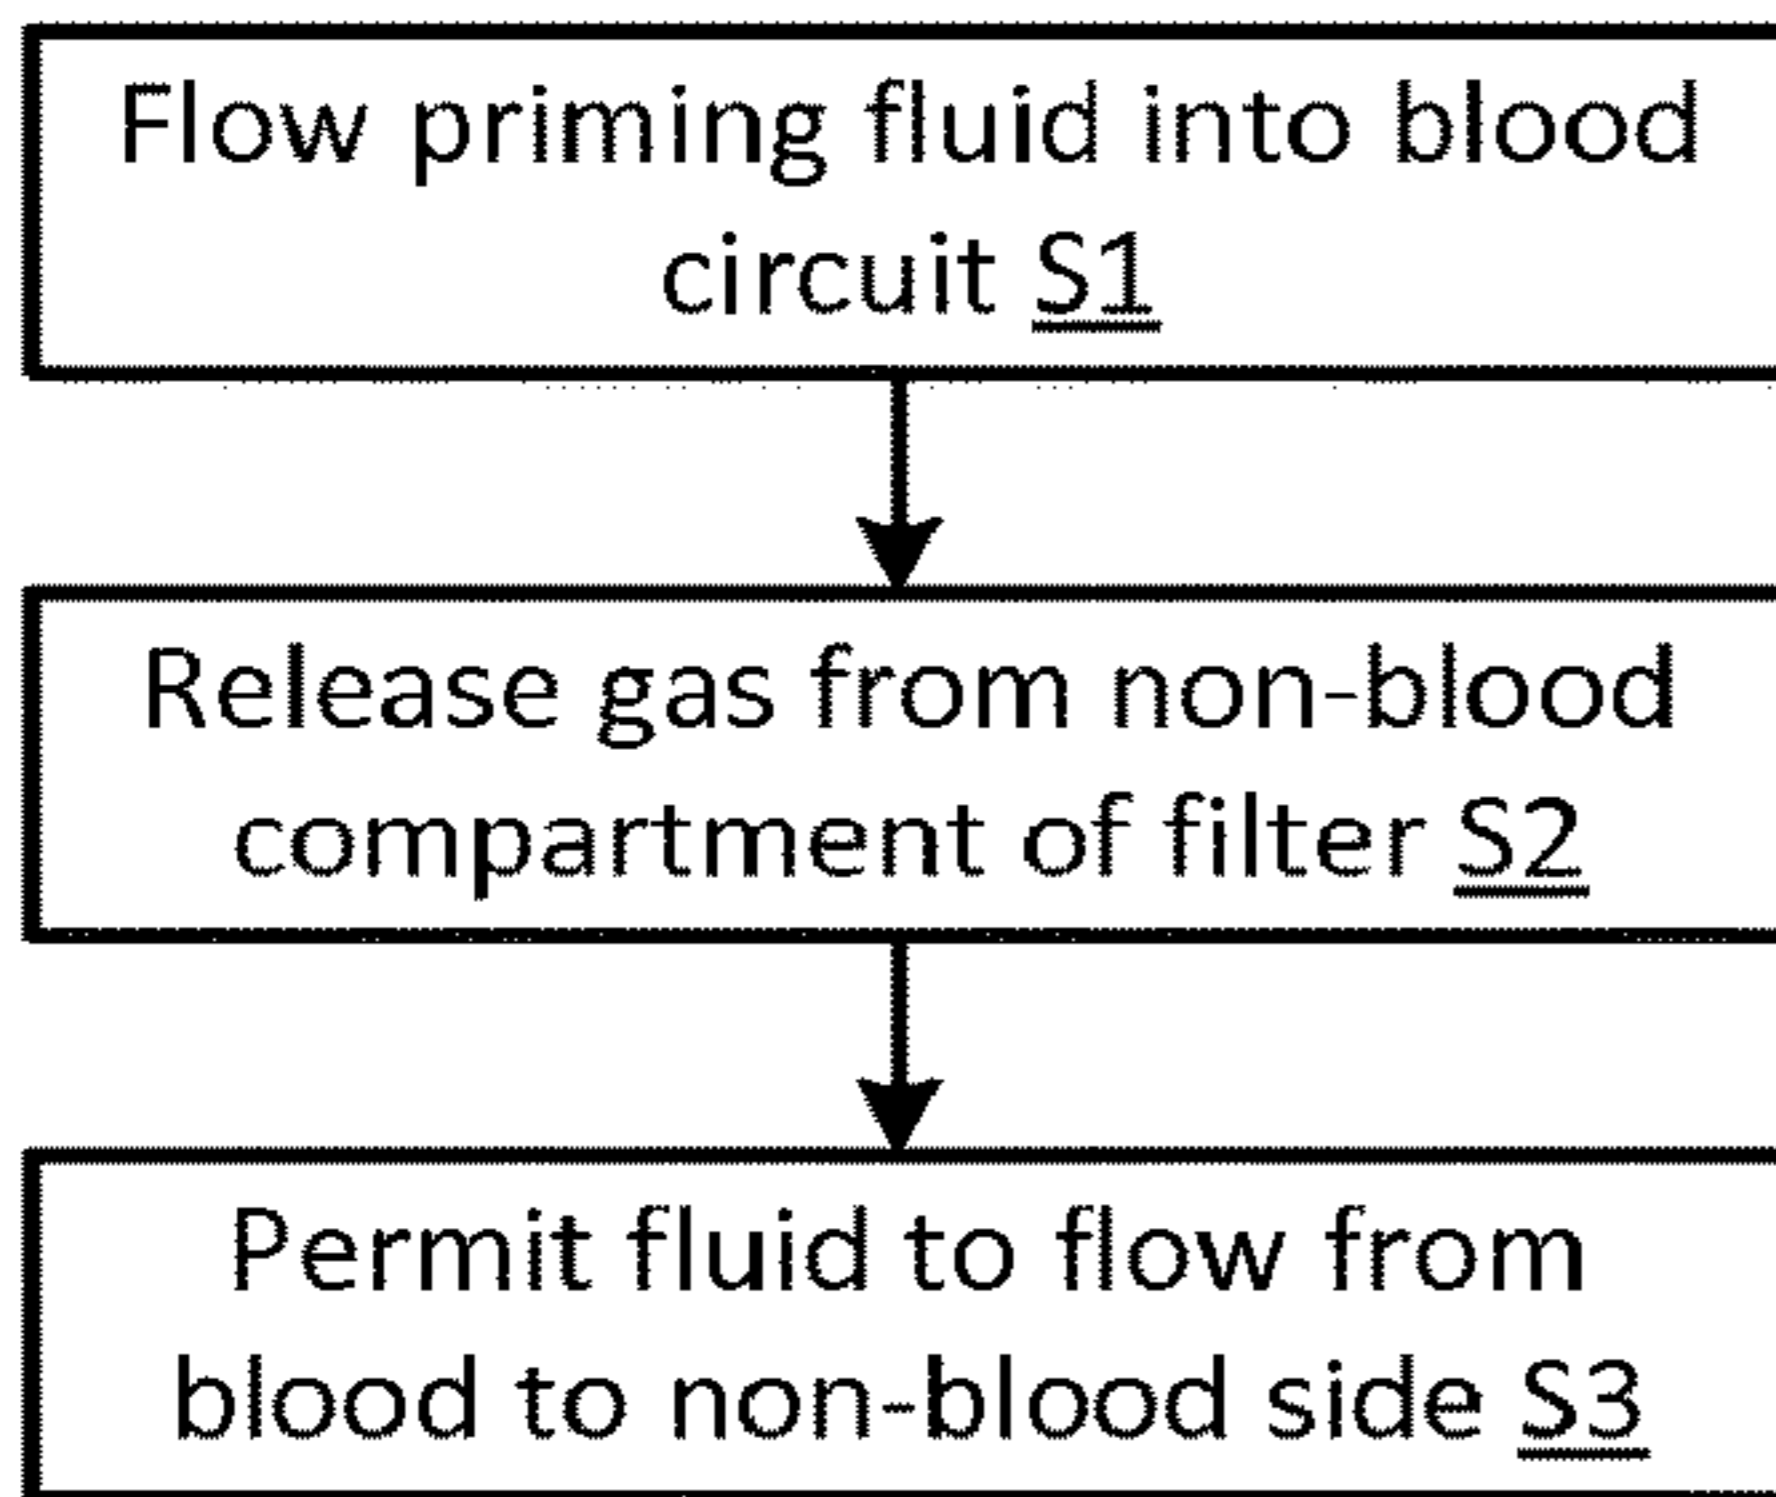 Flow priming fluid into blood
circuit S1
Release gas from non-blood
compartment of filter S2
Permit fluid to flow from
blood to non-blood side S3